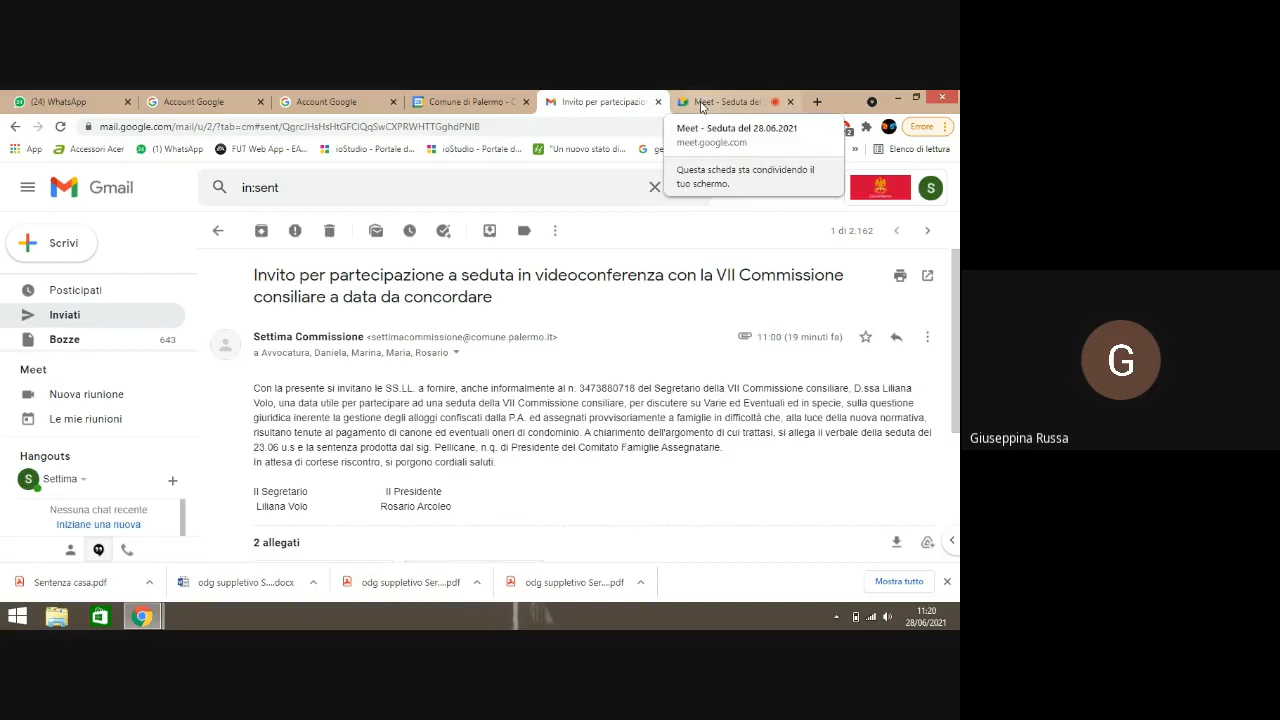 (24) WhatsApp
Account Google
Account Google
Comune di Palermo - C
Invito per partecipazio
Meet - Seduta del
mail.google.com/mail/u/2/?tab=cm#sent/QgrcJHsHsHtGFClQqSwCXPRWHTTGghdPNlB
Errore
App
Accessori Acer
(1) WhatsApp
FUT Web App - EA...
ioStudio - Portale d...
ioStudio - Portale d...
"Un nuovo stato di...
ge
Elenco di lettura
Meet - Seduta del 28.06.2021
meet.google.com
Questa scheda sta condividendo il
tuo schermo.
Gmail
in:sent
S
Scrivi
1 di 2.162
Posticipati
Inviati
Bozze 643
Meet
Nuova riunione
Le mie riunioni
Hangouts
S Settima
Nessuna chat recente
Iniziane una nuova
Invito per partecipazione a seduta in videoconferenza con la VII Commissione
consiliare a data da concordare
Settima Commissione <settimacommissione@comune.palermo.it>
11:00 (19 minuti fa)
a Avvocatura, Daniela, Marina, Maria, Rosario
Con la presente si invitano le SS.LL. a fornire, anche informalmente al n. 3473880718 del Segretario della VII Commissione consiliare, D.ssa Liliana
Volo, una data utile per partecipare ad una seduta della VII Commissione consiliare, per discutere su Varie ed Eventuali ed in specie, sulla questione
giuridica inerente la gestione degli alloggi confiscati dalla P.A. ed assegnati provvisoriamente a famiglie in difficoltà che, alla luce della nuova normativa,
risultano tenute al pagamento di canone ed eventuali oneri di condominio. A chiarimento dell'argomento di cui trattasi, si allega il verbale della seduta del
23.06 u.s e la sentenza prodotta dal sig. Pellicane, n.q. di Presidente del Comitato Famiglie Assegnatarie.
In attesa di cortese riscontro, si porgono cordiali saluti.
Il Segretario Il Presidente
Liliana Volo Rosario Arcoleo
2 allegati
Sentenza casa.pdf
odg suppletivo S....docx
odg suppletivo Ser....pdf
odg suppletivo Ser....pdf
Mostra tutto
11:20
28/06/2021
G
Giuseppina Russa